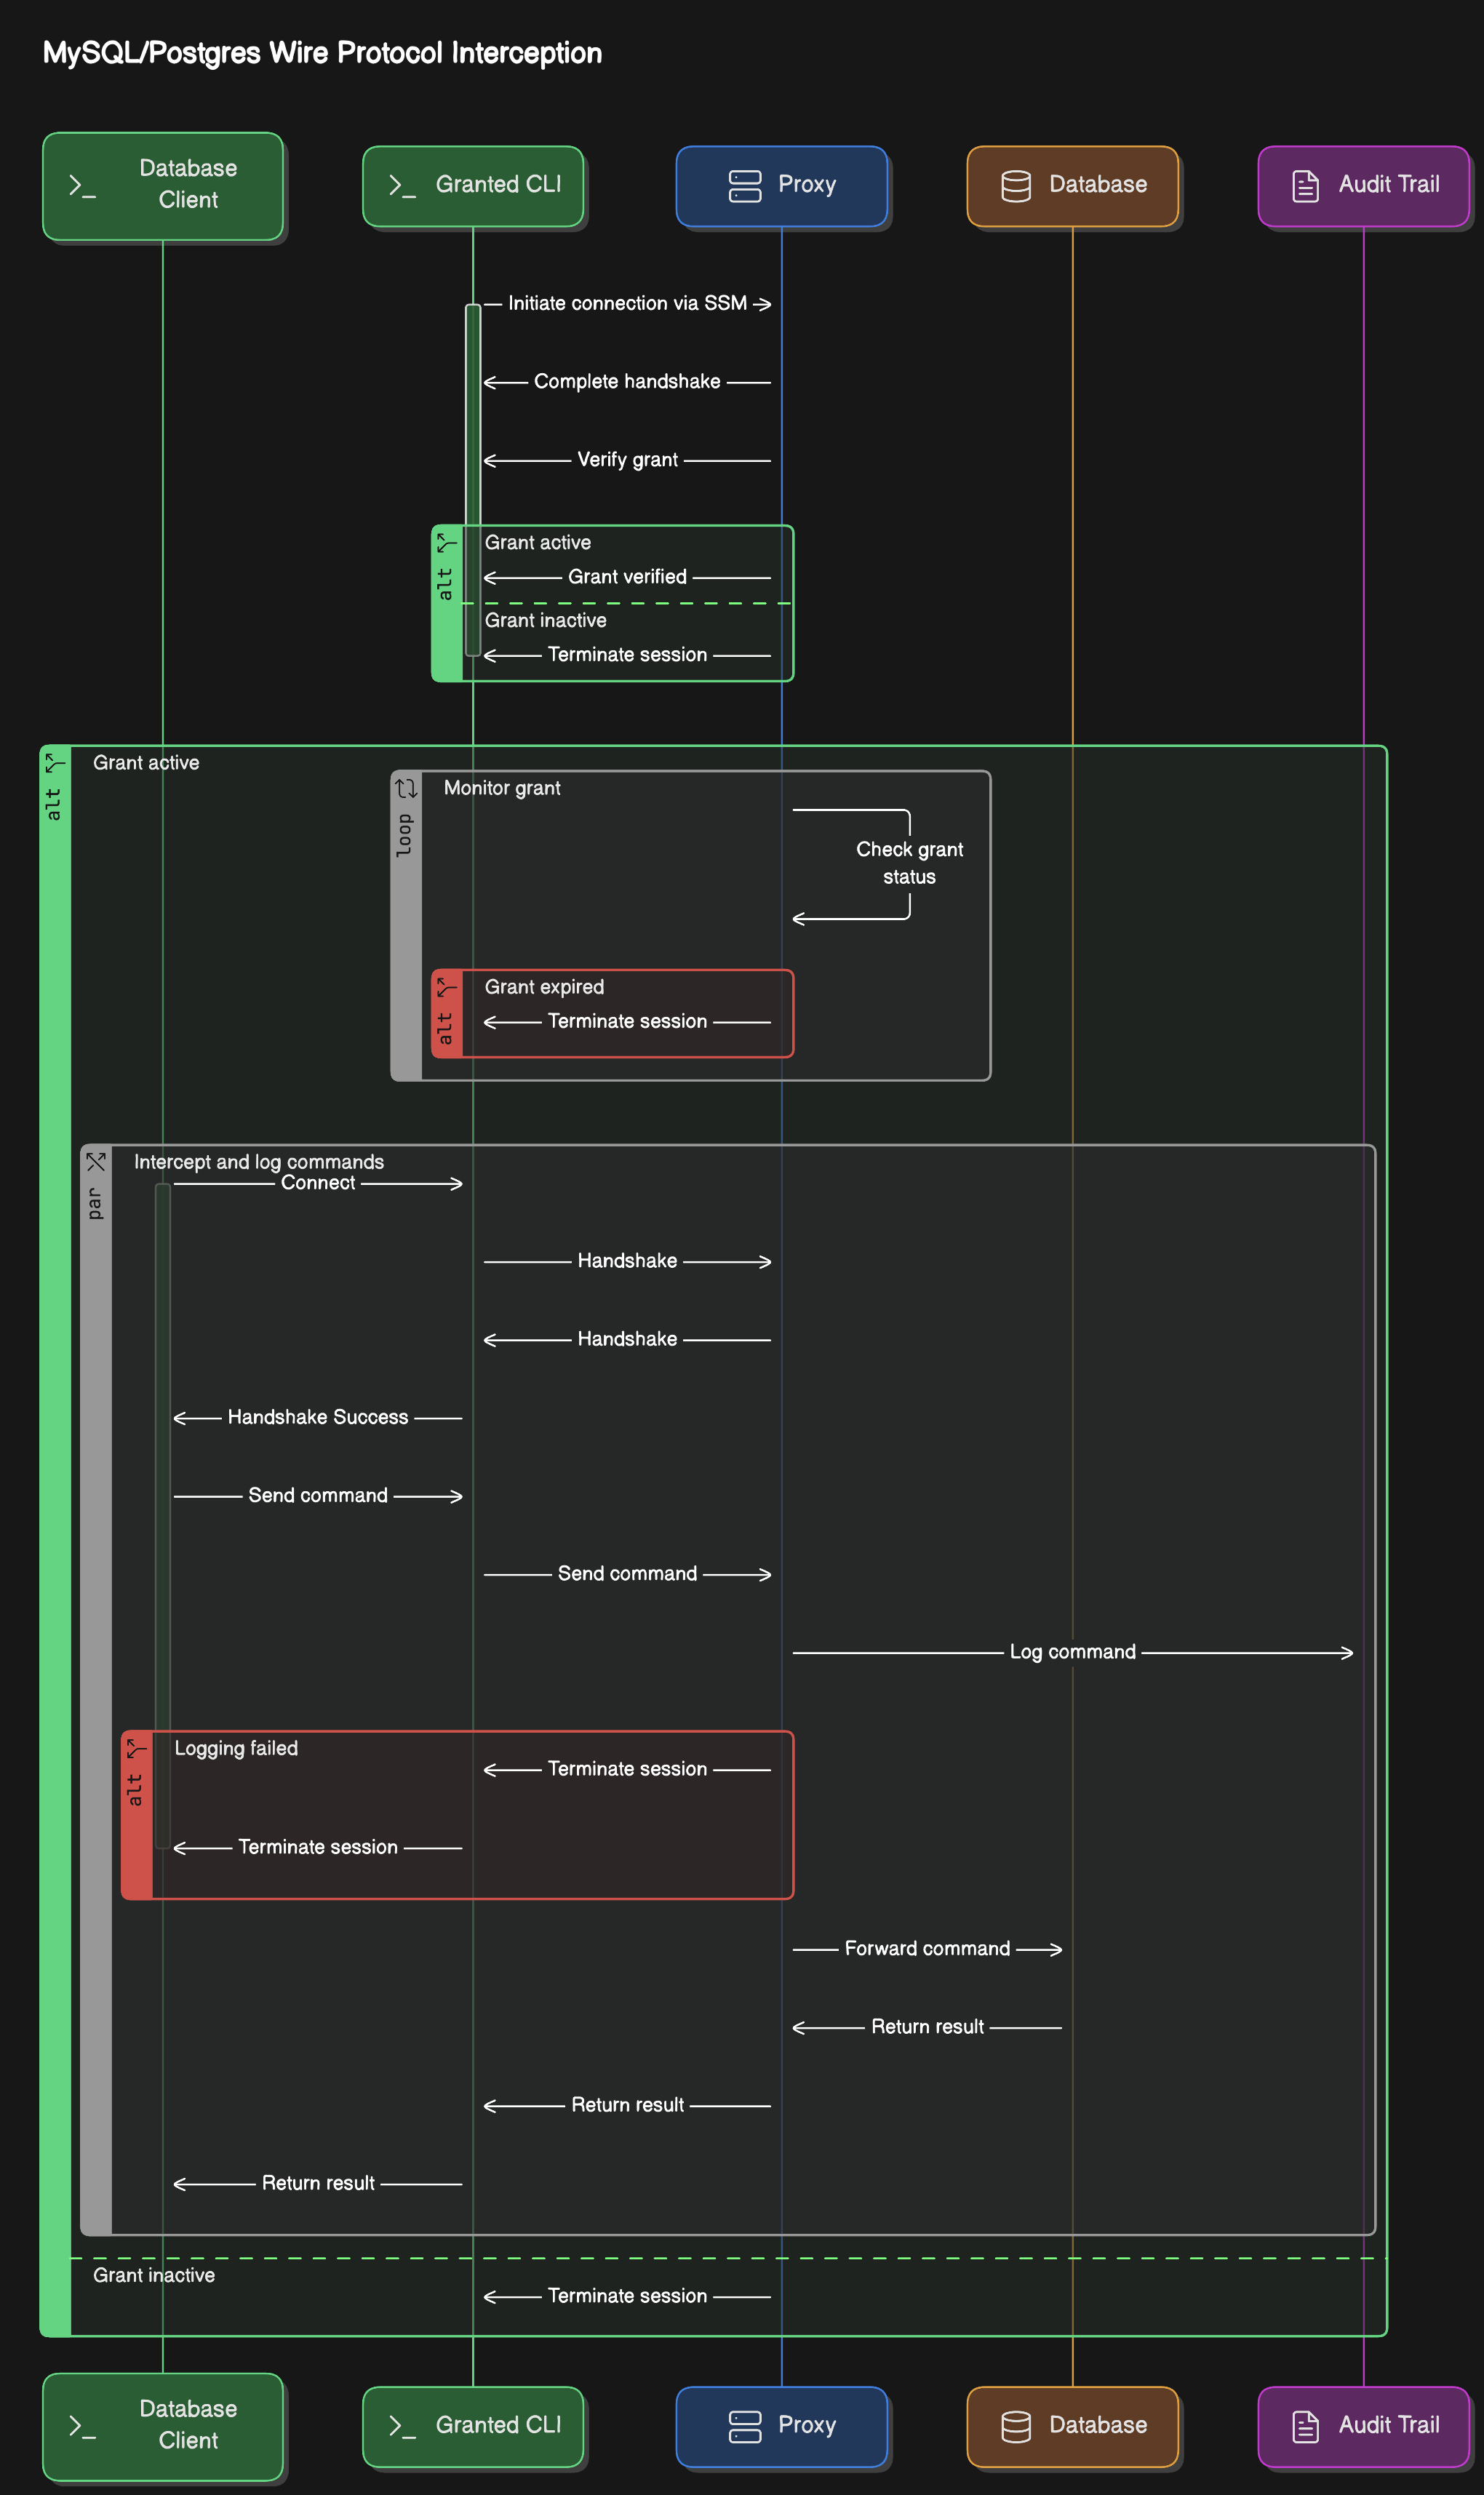 MySQL/Postgres Wire Protocol Interception
Database
Client
Granted CLI
Proxy
Database
Audit Trail
Initiate connection via SSM
Complete handshake
Verify grant
alt
Grant active
Grant verified
Grant inactive
Terminate session
alt
Grant active
loop
Monitor grant
Check grant
status
alt
Grant expired
Terminate session
par
Intercept and log commands
Connect
Handshake
Handshake
Handshake Success
Send command
Send command
Log command
alt
Logging failed
Terminate session
Terminate session
Forward command
Return result
Return result
Return result
Grant inactive
Terminate session
Database
Client
Granted CLI
Proxy
Database
Audit Trail